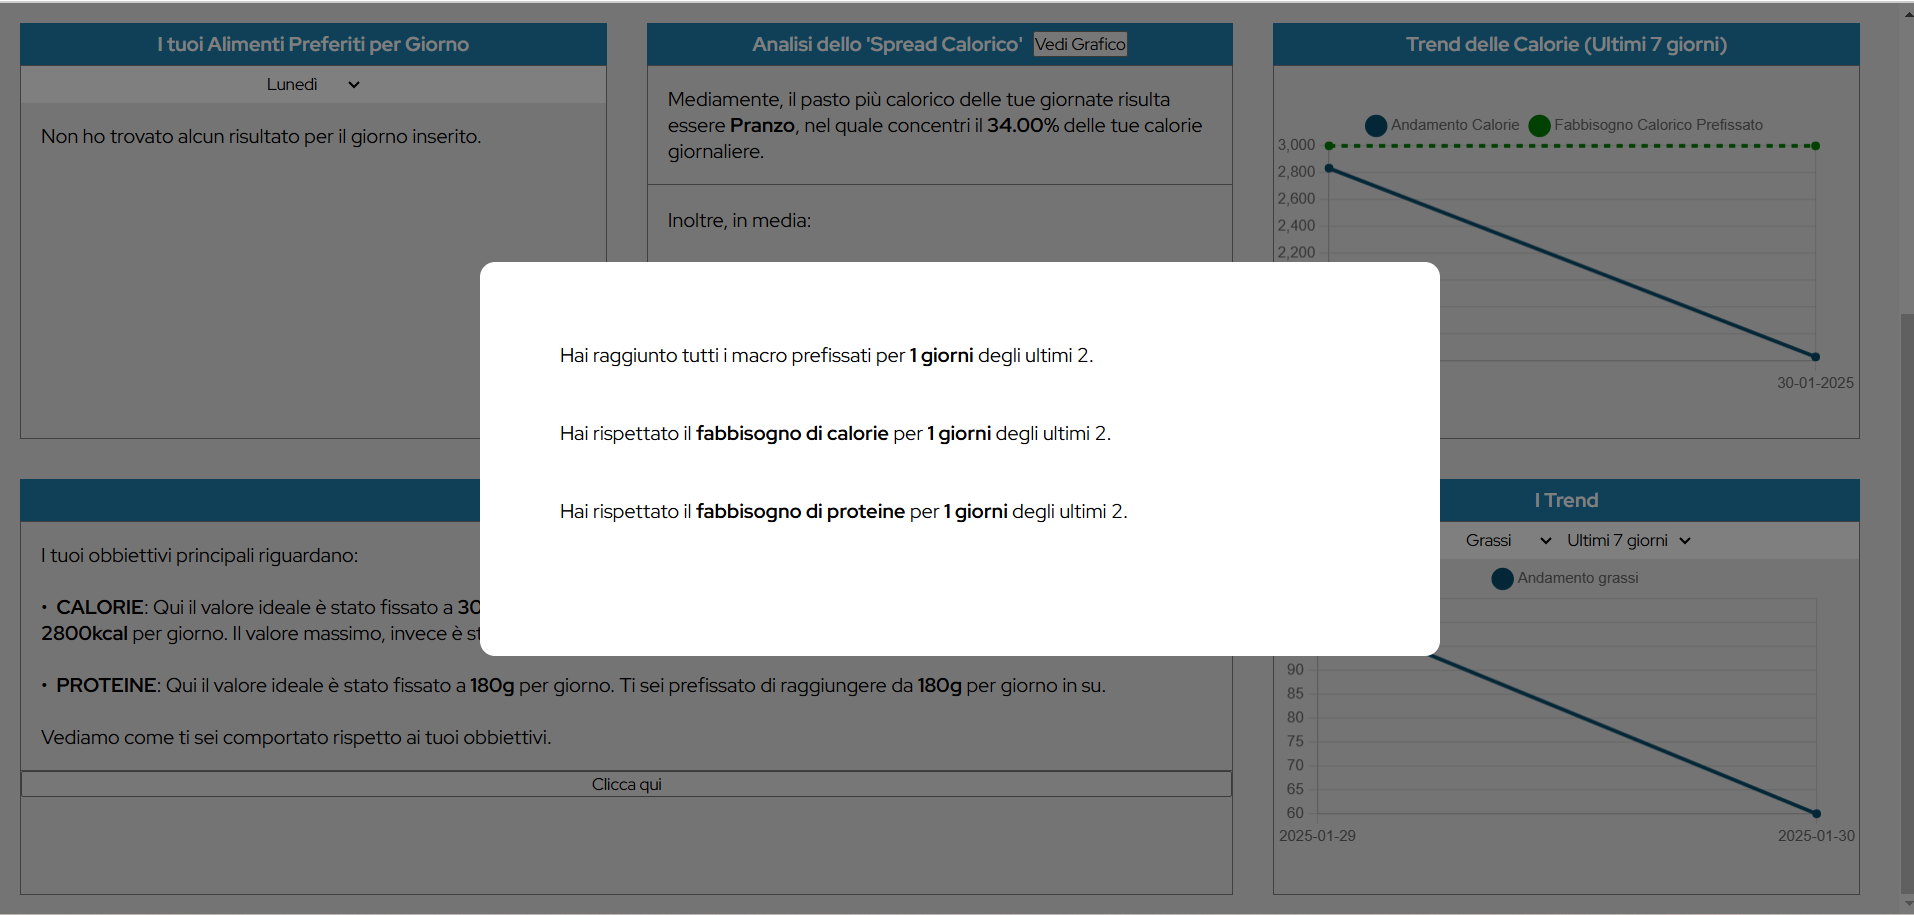 I tuoi Alimenti Preferiti per Giorno
Lunedì
Non ho trovato alcun risultato per il giorno inserito.
Analisi dello 'Spread Calorico' Vedi Grafico
Mediamente, il pasto più calorico delle tue giornate risulta
essere Pranzo, nel quale concentri il 34.00% delle tue calorie
giornaliere.
Inoltre, in media:
Trend delle Calorie (Ultimi 7 giorni)
Andamento Calorie Fabbisogno Calorico Prefissato
3,000
2,800
2,600
2,400
2,200
30-01-2025
Hai raggiunto tutti i macro prefissati per 1 giorni degli ultimi 2.
Hai rispettato il fabbisogno di calorie per 1 giorni degli ultimi 2.
Hai rispettato il fabbisogno di proteine per 1 giorni degli ultimi 2.
I tuoi obbiettivi principali riguardano:
• CALORIE: Qui il valore ideale è stato fissato a 30
2800kcal per giorno. Il valore massimo, invece è st
• PROTEINE: Qui il valore ideale è stato fissato a 180g per giorno. Ti sei prefissato di raggiungere da 180g per giorno in su.
Vediamo come ti sei comportato rispetto ai tuoi obbiettivi.
Clicca qui
I Trend
Grassi Ultimi 7 giorni
Andamento grassi
90
85
80
75
70
65
60
2025-01-29 2025-01-30